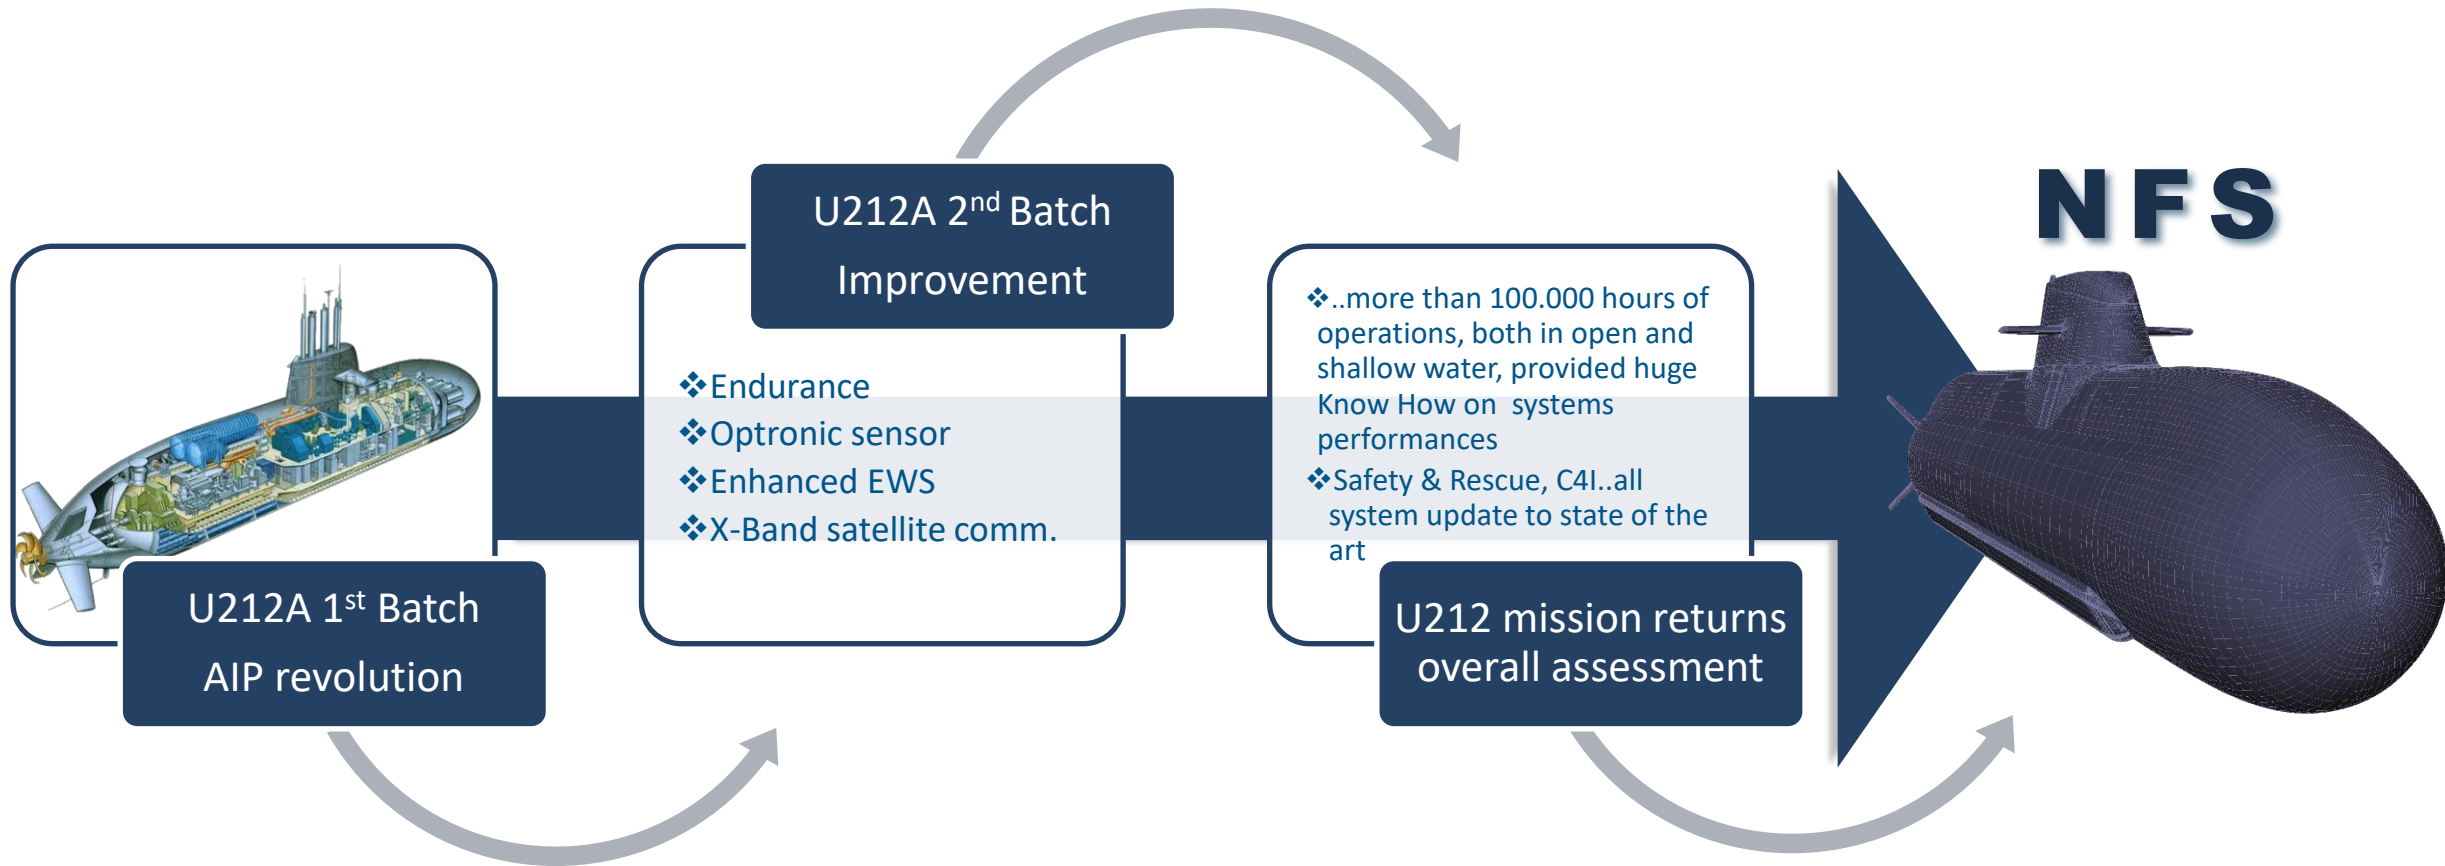 U212A 1st Batch
AIP revolution
U212A 2nd Batch
Improvement
❖Endurance
❖Optronic sensor
❖Enhanced EWS
❖X-Band satellite comm.
❖..more than 100.000 hours of
operations, both in open and
shallow water, provided huge
Know How on systems
performances
❖Safety & Rescue, C4I..all
system update to state of the
art
U212 mission returns
overall assessment
NFS